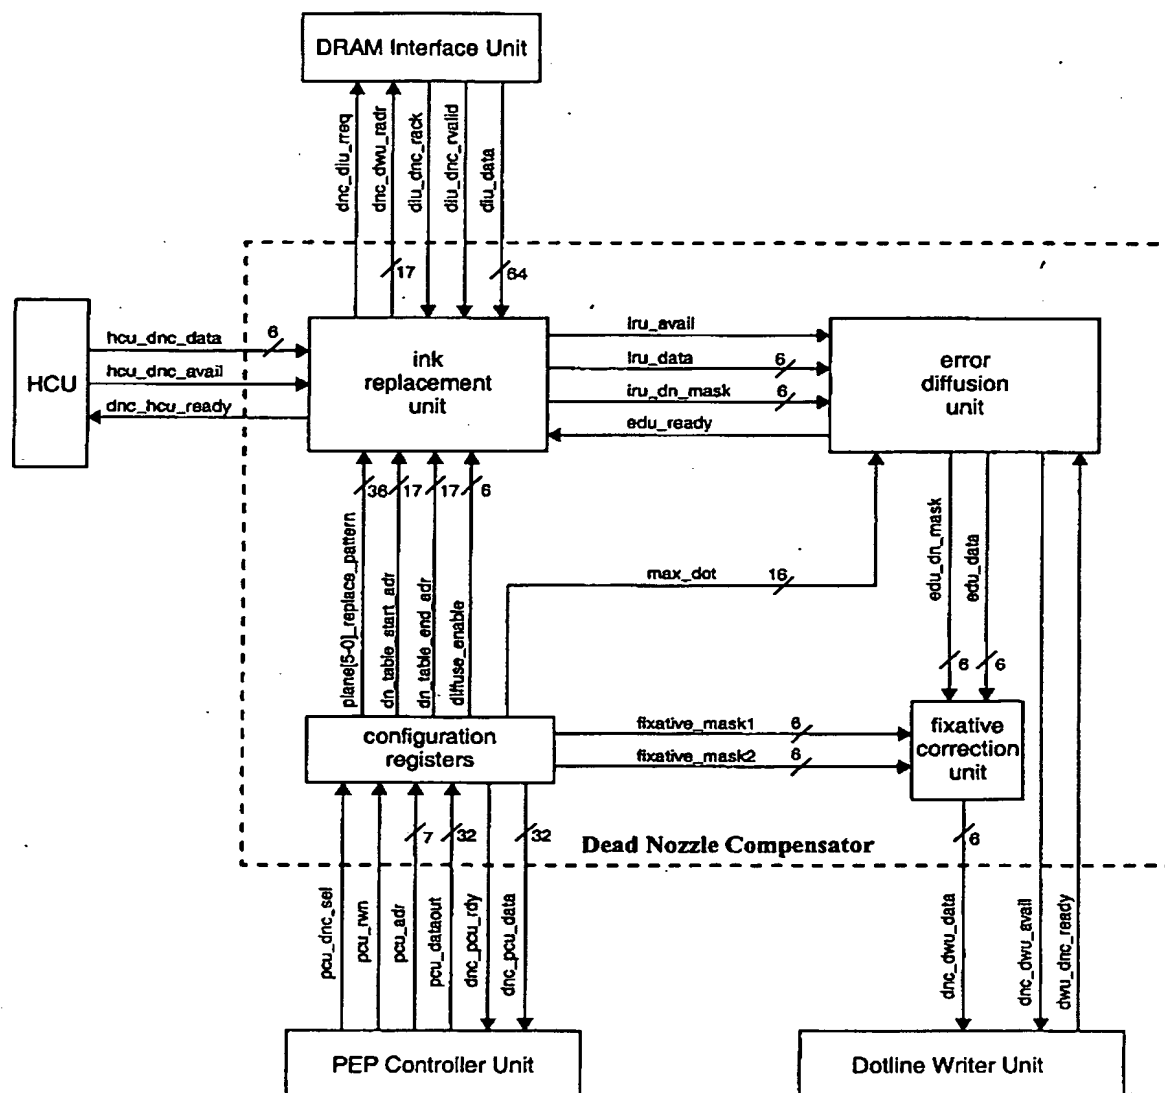 DRAM Interface Unit
dnc_diu_rreq
dnc_dwu_radr
diu_dnc_rack
diu_dnc_rvalid
diu_data
17
64
HCU
hcu_dnc_data
6
hcu_dnc_avail
dnc_hcu_ready
ink
replacement
unit
iru_avail
iru_data
6
iru_dn_mask
6
edu_ready
error
diffusion
unit
36
17
17
6
plane[5-0]_replace_pattern
dn_table_start_adr
dn_table_end_adr
diffuse_enable
max_dot
16
edu_dn_mask
edu_data
6
6
configuration
registers
fixative_mask1
6
fixative_mask2
6
fixative
correction
unit
7
32
32
Dead Nozzle Compensator
6
pcu_dnc_sel
pcu_rwn
pcu_adr
pcu_dataout
dnc_pcu_rdy
dnc_pcu_data
dnc_dwu_data
dnc_dwu_avail
dwu_dnc_ready
PEP Controller Unit
Dotline Writer Unit